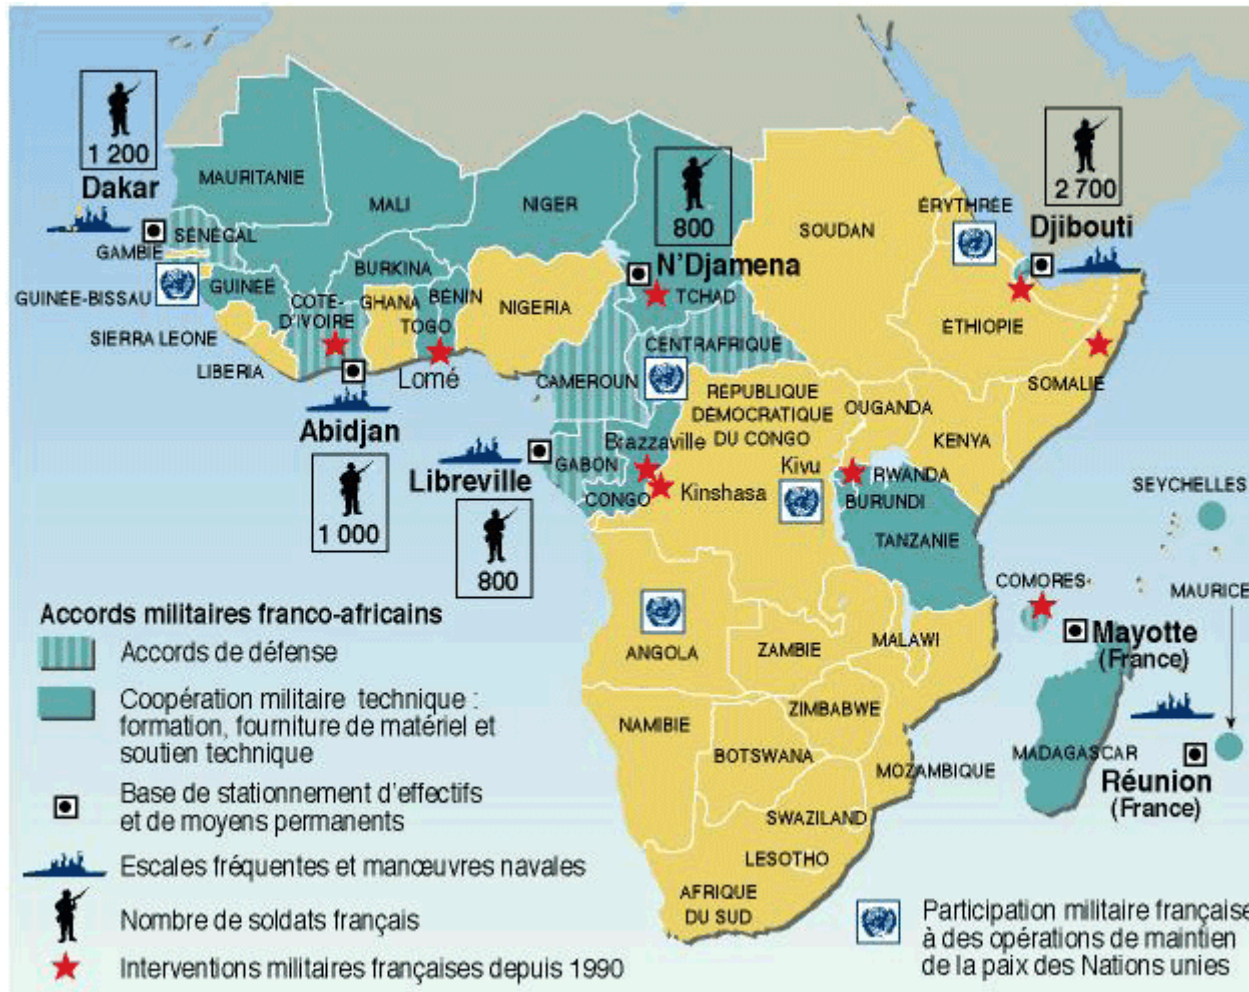 1 200
Dakar
MAURITANIE
MALI
NIGER
800
N'Djamena
TCHAD
SOUDAN
ÉRYTHRÉE
2 700
Djibouti
SÉNÉGAL
GAMBIE
GUINÉE-BISSAU
GUINÉE
SIERRA LEONE
LIBERIA
CÔTE-
D'IVOIRE
BURKINA
GHANA
BÉNIN
TOGO
Lomé
NIGERIA
Abidjan
1 000
CAMEROUN
CENTRAFRIQUE
ÉTHIOPIE
SOMALIE
Libreville
800
GABON
CONGO
Brazzaville
Kinshasa
RÉPUBLIQUE
DÉMOCRATIQUE
DU CONGO
Kivu
OUGANDA
KENYA
RWANDA
BURUNDI
TANZANIE
SEYCHELLES
COMORES
MAURICE
Mayotte
(France)
MADAGASCAR
Réunion
(France)
ANGOLA
ZAMBIE
MALAWI
NAMIBIE
ZIMBABWE
BOTSWANA
MOZAMBIQUE
SWAZILAND
LESOTHO
AFRIQUE
DU SUD
Accords militaires franco-africains
Accords de défense
Coopération militaire technique :
formation, fourniture de matériel et
soutien technique
Base de stationnement d'effectifs
et de moyens permanents
Escales fréquentes et manœuvres navales
Nombre de soldats français
Interventions militaires françaises depuis 1990
Participation militaire française
à des opérations de maintien
de la paix des Nations unies